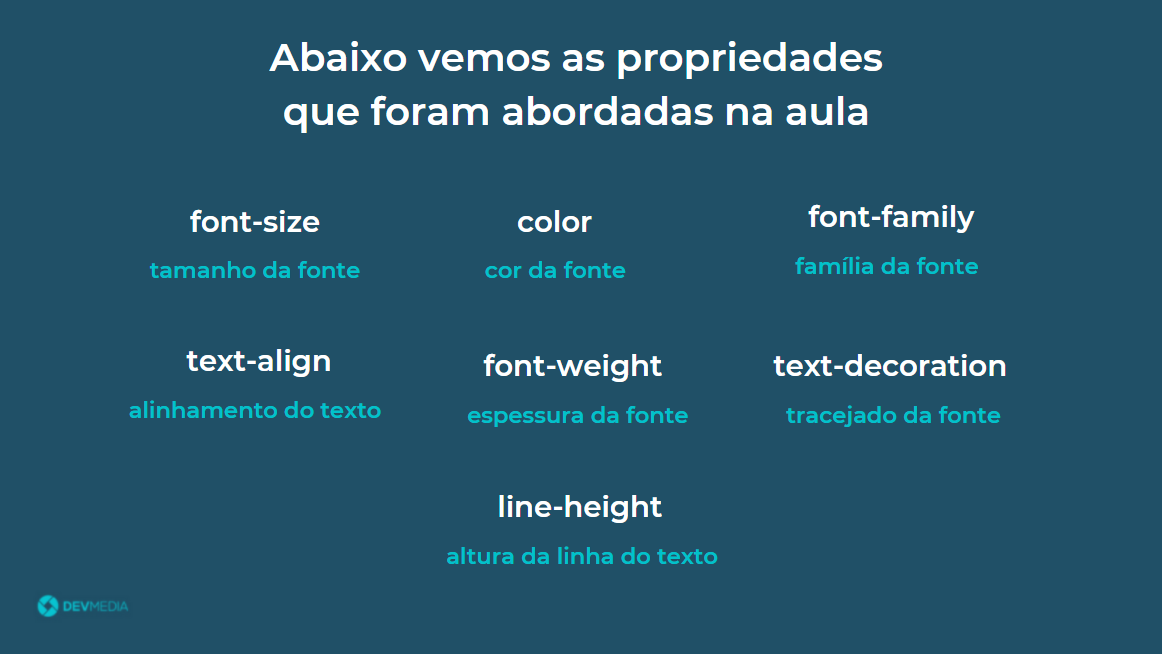 Abaixo vemos as propriedades
que foram abordadas na aula
font-size
tamanho da fonte
color
cor da fonte
font-family
família da fonte
text-align
alinhamento do texto
font-weight
espessura da fonte
text-decoration
tracejado da fonte
line-height
altura da linha do texto
DEVMEDIA